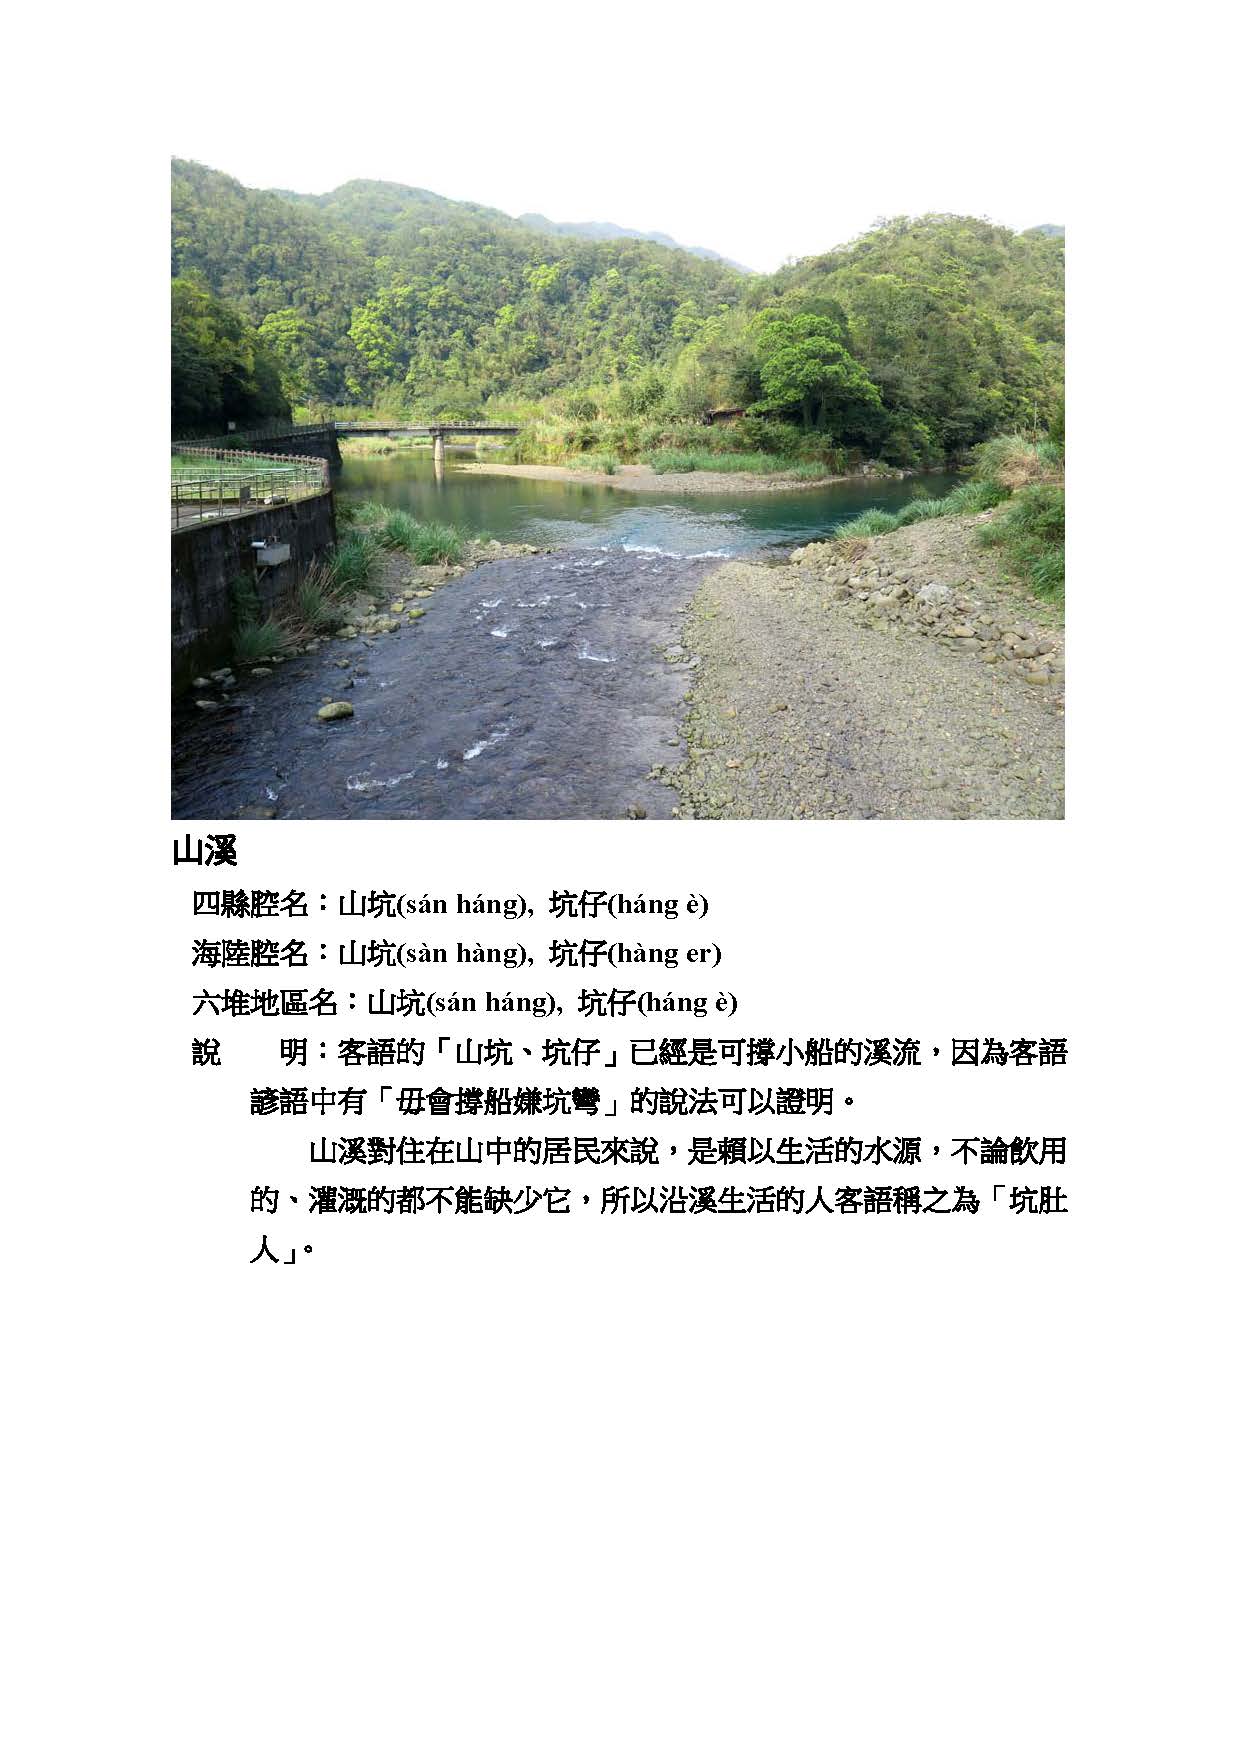 山溪
四縣腔名：山坑(sán háng), 坑仔(háng è)
海陸腔名：山坑(sàn hàng), 坑仔(hàng er)
六堆地區名：山坑(sán háng), 坑仔(háng è)
說　　明：客語的「山坑、坑仔」已經是可撐小船的溪流，因為客語
諺語中有「毋會撐船嫌坑彎」的說法可以證明。
山溪對住在山中的居民來說，是賴以生活的水源，不論飲用
的、灌溉的都不能缺少它，所以沿溪生活的人客語稱之為「坑肚
人」。